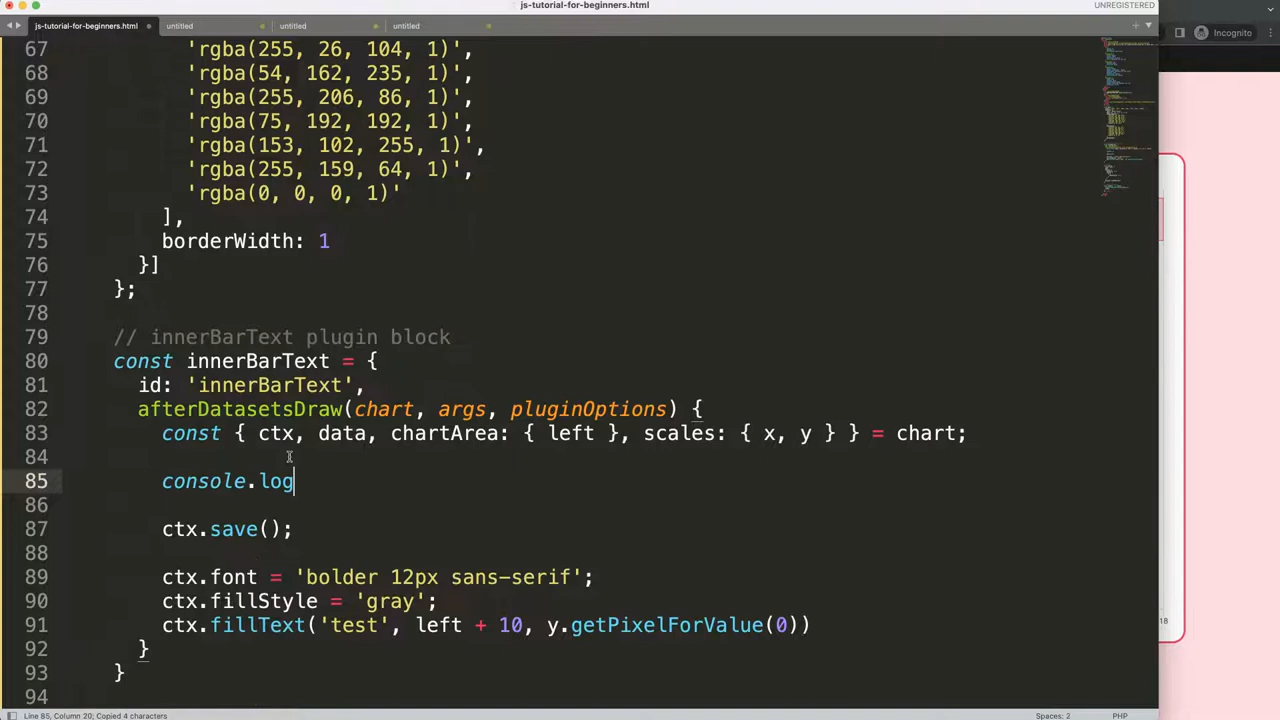 js-tutorial-for-beginners.html
UNREGISTERED
js-tutorial-for-beginners.html
untitled
untitled
untitled
Incognito
67 'rgba(255, 26, 104, 1)',
68 'rgba(54, 162, 235, 1)',
69 'rgba(255, 206, 86, 1)',
70 'rgba(75, 192, 192, 1)',
71 'rgba(153, 102, 255, 1)',
72 'rgba(255, 159, 64, 1)',
73 'rgba(0, 0, 0, 1)'
74 ],
75 borderWidth: 1
76 }]
77 };
78
79 // innerBarText plugin block
80 const innerBarText = {
81 id: 'innerBarText',
82 afterDatasetsDraw(chart, args, pluginOptions) {
83 const { ctx, data, chartArea: { left }, scales: { x, y } } = chart;
84
85 console.log
86
87 ctx.save();
88
89 ctx.font = 'bolder 12px sans-serif';
90 ctx.fillStyle = 'gray';
91 ctx.fillText('test', left + 10, y.getPixelForValue(0))
92 }
93 }
94
18
Line 85, Column 20; Copied 4 characters
Spaces: 2
PHP